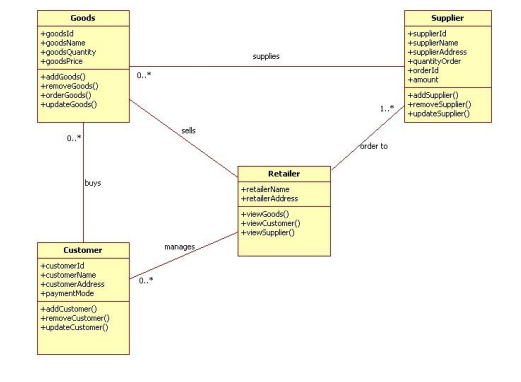 Goods
+goodsId
+goodsName
+goodsQuantity
+goodsPrice
+addGoods()
+removeGoods()
+orderGoods()
+updateGoods()
supplies
0..*
Supplier
+supplierId
+supplierName
+supplierAddress
+quantityOrder
+orderId
+amount
+addSupplier()
+removeSupplier()
+updateSupplier()
1..*
0..*
sells
order to
buys
Retailer
+retailerName
+retailerAddress
+viewGoods()
+viewCustomer()
+viewSupplier()
manages
0..*
Customer
+customerId
+customerName
+customerAddress
+paymentMode
+addCustomer()
+removeCustomer()
+updateCustomer()